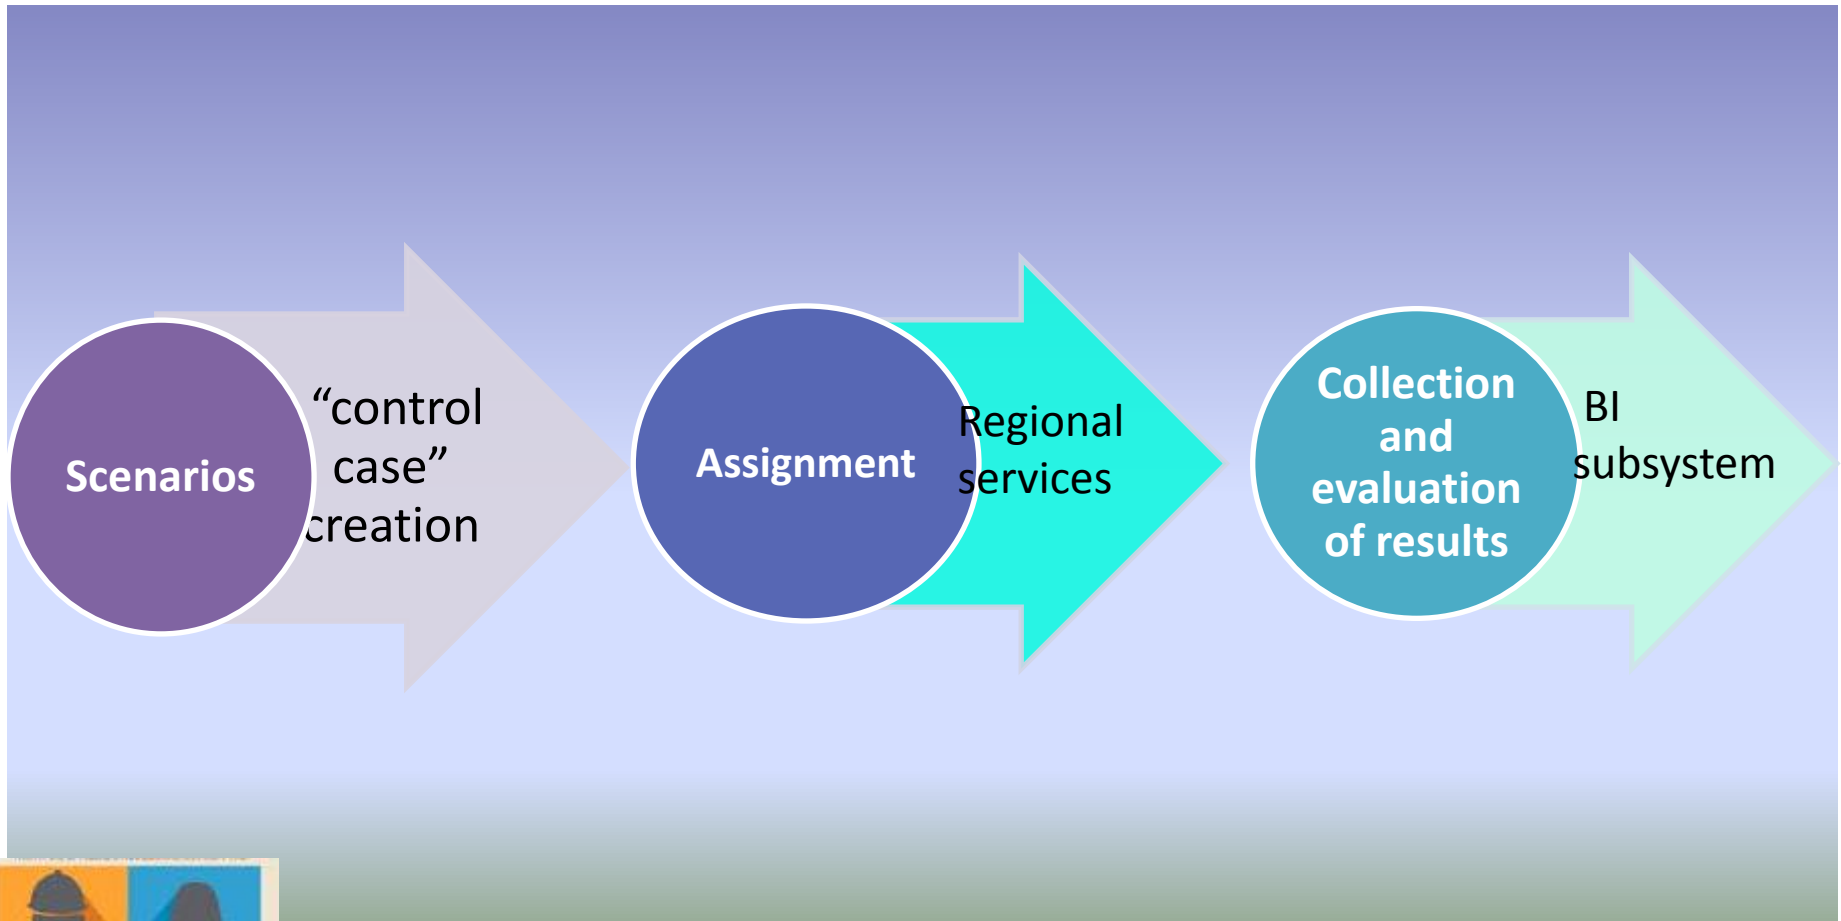 Scenarios
“control
case”
creation
Assignment
Regional
services
Collection
and
evaluation
of results
BI
subsystem